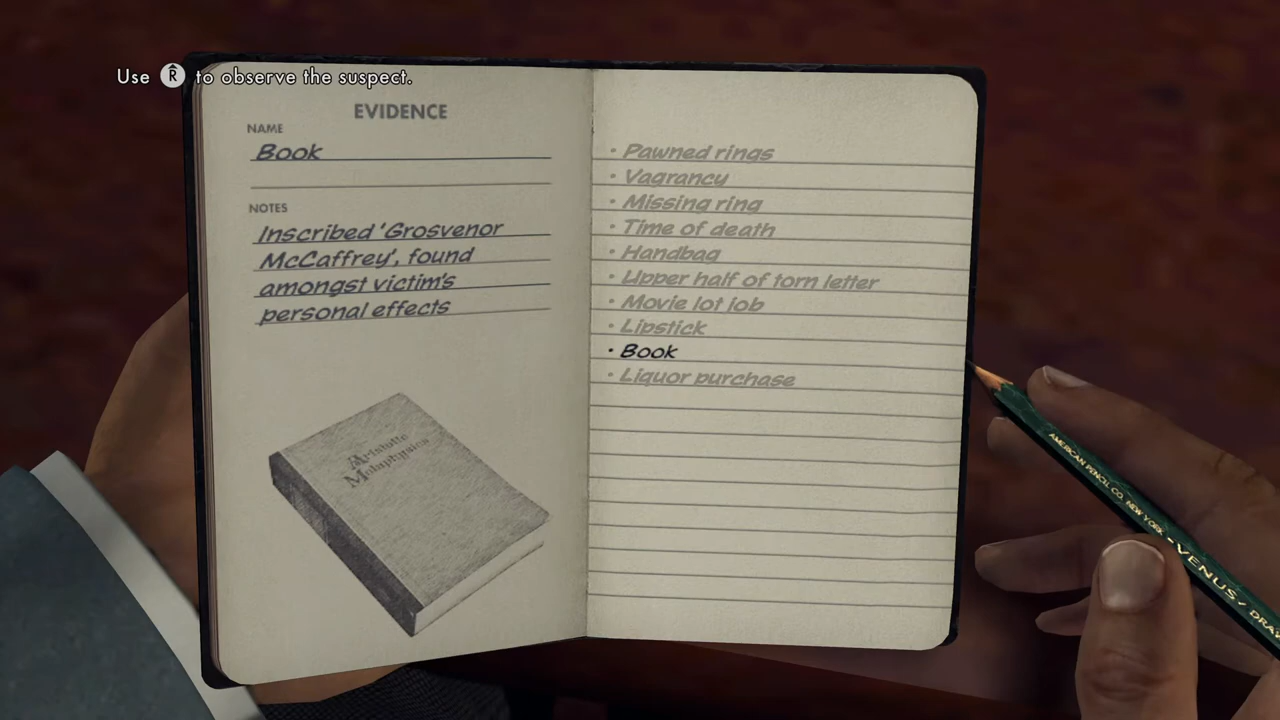 Use R to observe the suspect.
EVIDENCE
NAME
Book
NOTES
Inscribed 'Grosvenor
McCaffrey', found
amongst victim's
personal effects
Aristotle
Metaphysics
• Pawned rings
• Vagrancy
• Missing ring
• Time of death
• Handbag
• Upper half of torn letter
• Movie lot job
• Lipstick
• Book
• Liquor purchase
AMERICAN PENCIL CO. NEW YORK - VENUS